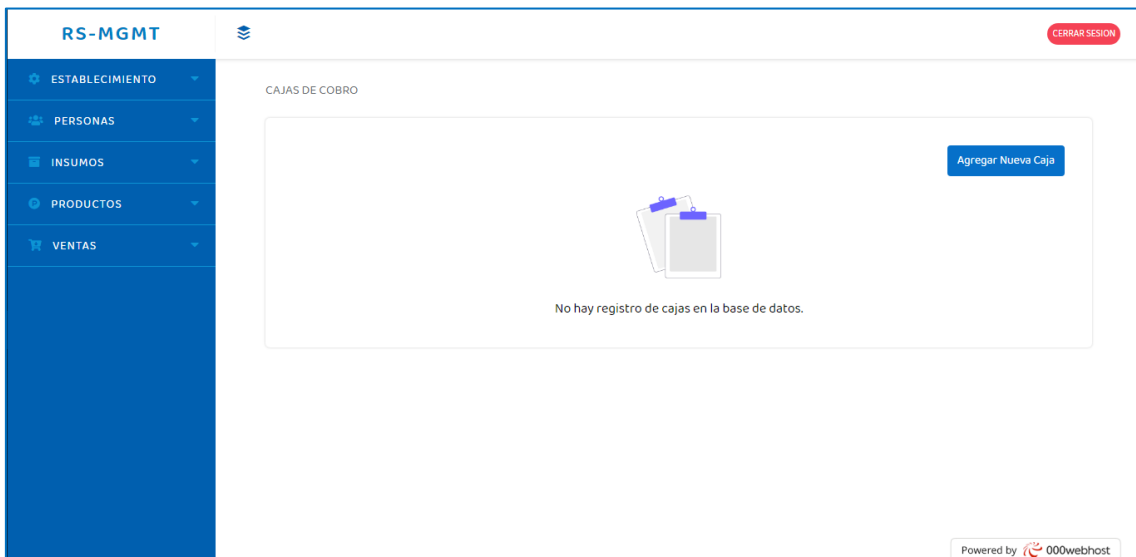 RS-MGMT
CERRAR SESION
ESTABLECIMIENTO
PERSONAS
INSUMOS
PRODUCTOS
VENTAS
CAJAS DE COBRO
Agregar Nueva Caja
No hay registro de cajas en la base de datos.
Powered by 000webhost